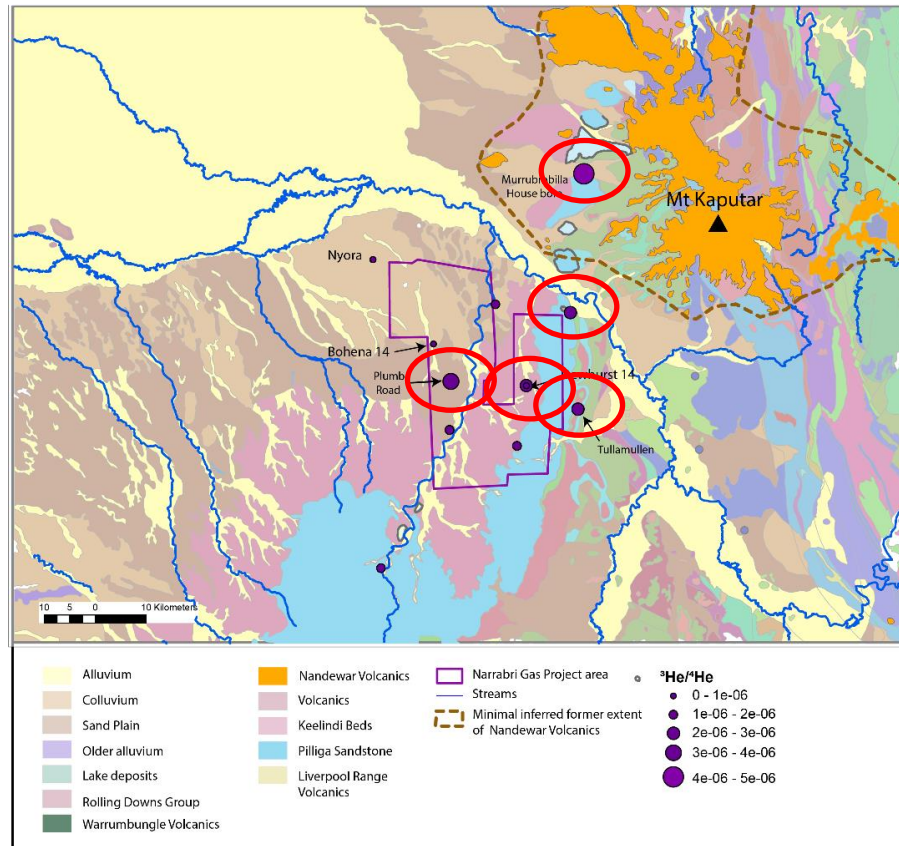 Murrubrabilla
House bore
Mt Kaputar
Nyora
Bohena 14
Plumb
Road
14
Tullamullen
10 5 0 10 Kilometers
Alluvium
Colluvium
Sand Plain
Older alluvium
Lake deposits
Rolling Downs Group
Warrumbungle Volcanics
Nandewar Volcanics
Volcanics
Keelindi Beds
Pilliga Sandstone
Liverpool Range
Volcanics
Narrabri Gas Project area
Streams
Minimal inferred former extent
of Nandewar Volcanics
³He/⁴He
0 - 1e-06
1e-06 - 2e-06
2e-06 - 3e-06
3e-06 - 4e-06
4e-06 - 5e-06